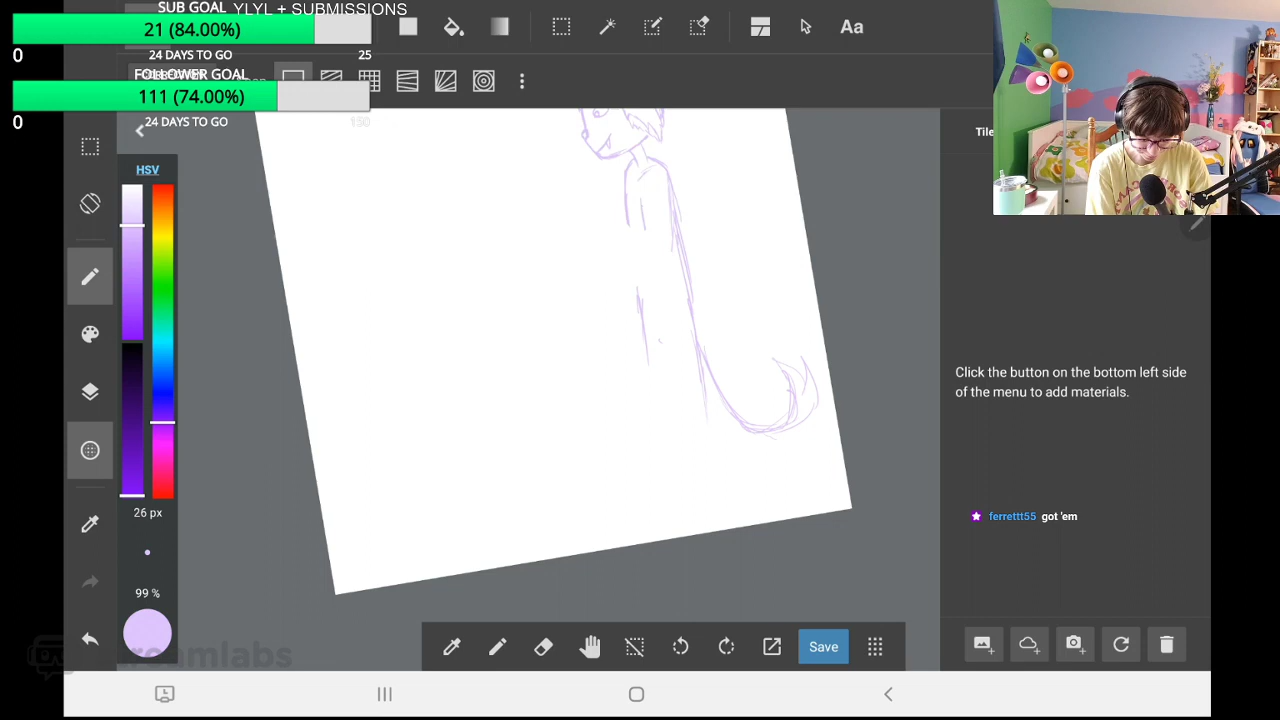 SUB GOAL
YLYL + SUBMISSIONS
21 (84.00%)
0
24 DAYS TO GO
25
FOLLOWER GOAL
111 (74.00%)
0
24 DAYS TO GO
150
Aa
HSV
26 px
99 %
Tile
Click the button on the bottom left side
of the menu to add materials.
ferrettt55 got 'em
Save